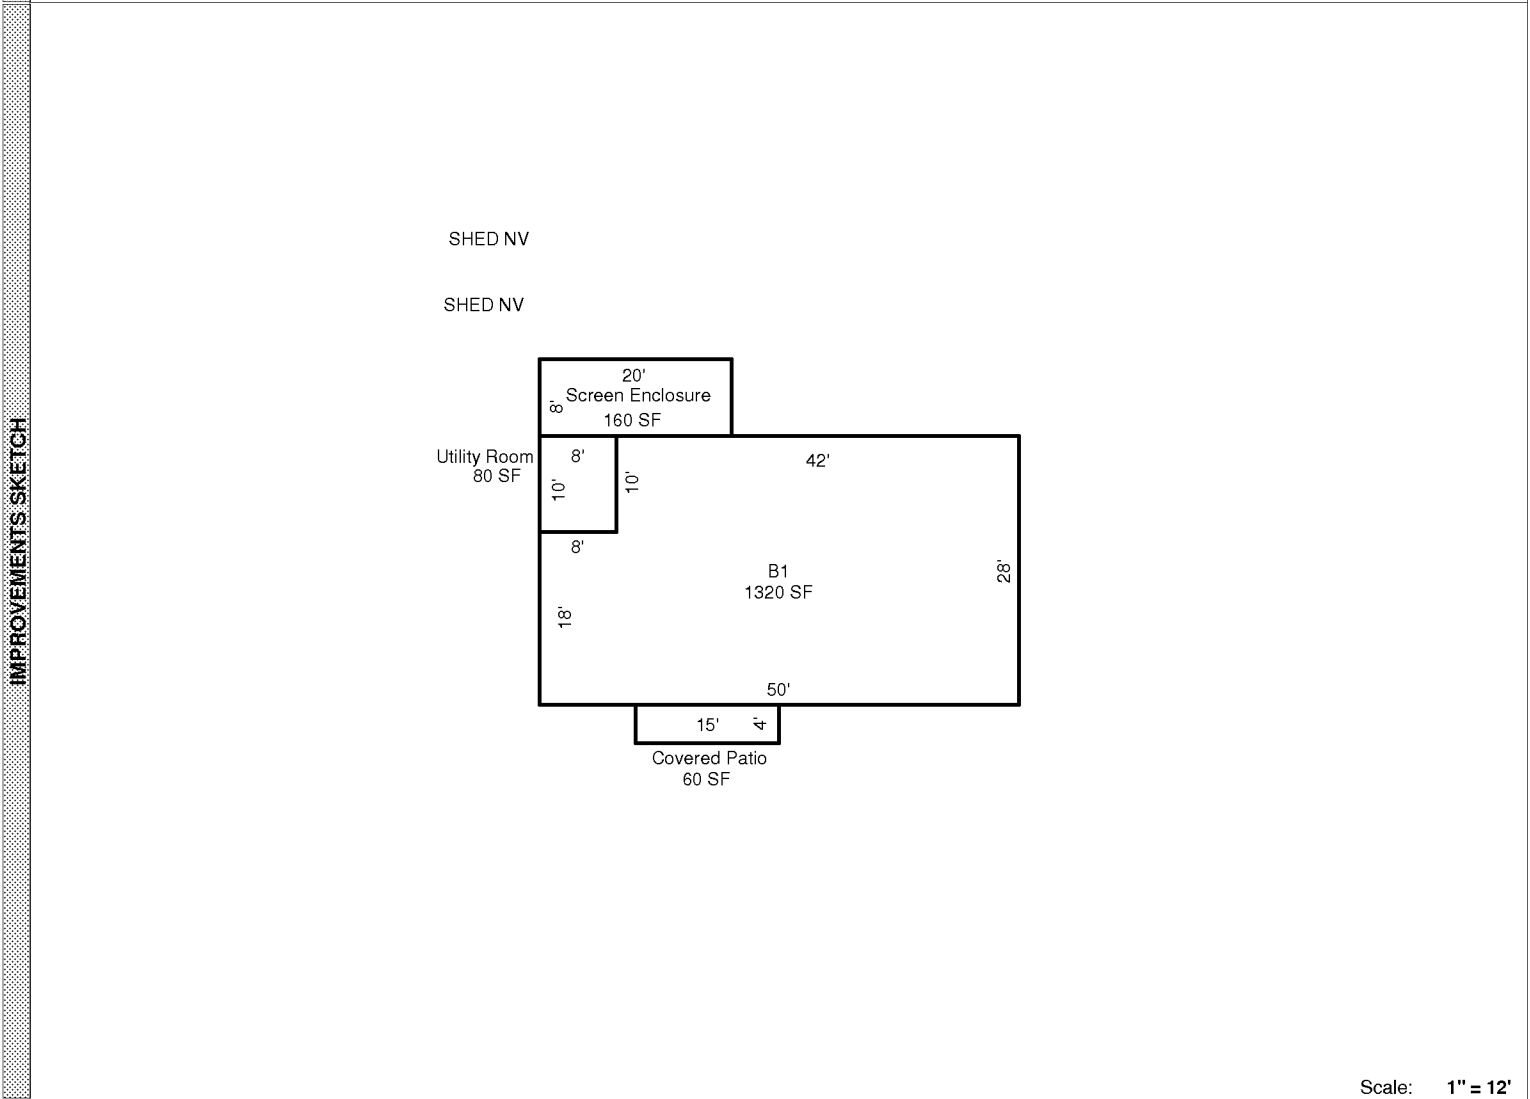 IMPROVEMENTS SKETCH
SHED NV
SHED NV
20'
Screen Enclosure
8'
160 SF
Utility Room
80 SF
8'
10'
10'
42'
8'
B1
1320 SF
28'
18'
50'
15'
4'
Covered Patio
60 SF
Scale: 1" = 12'